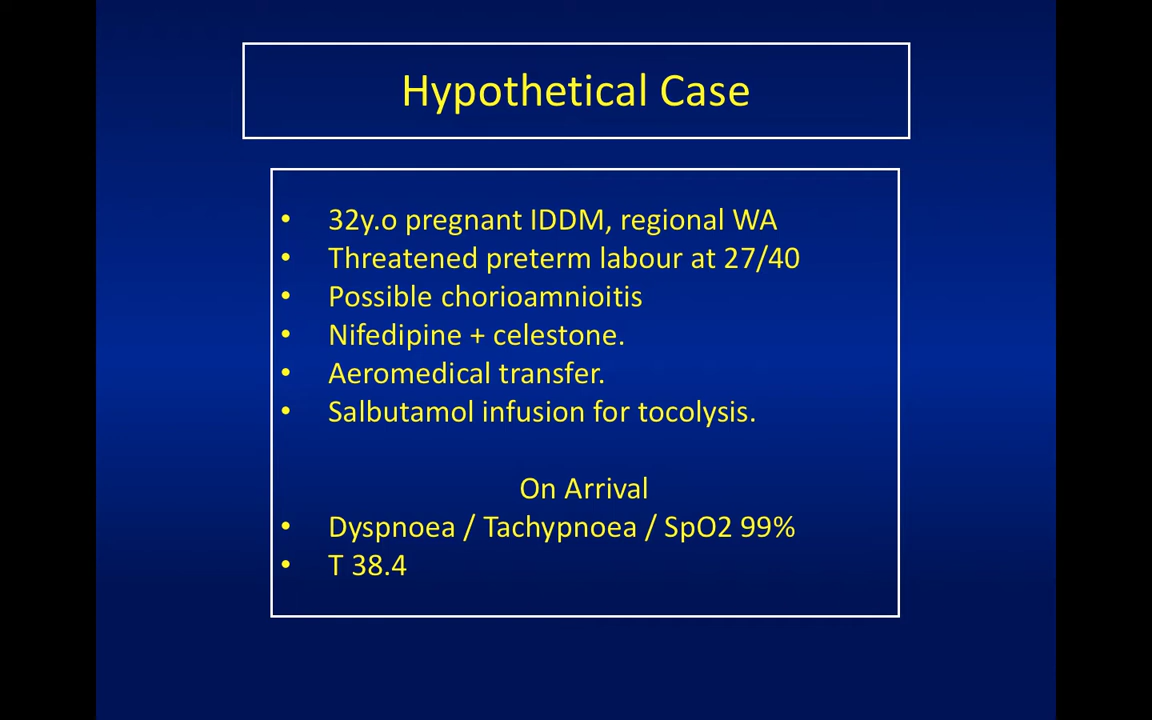 Hypothetical Case
• 32y.o pregnant IDDM, regional WA
• Threatened preterm labour at 27/40
• Possible chorioamnioitis
• Nifedipine + celestone.
• Aeromedical transfer.
• Salbutamol infusion for tocolysis.
On Arrival
• Dyspnoea / Tachypnoea / SpO2 99%
• T 38.4